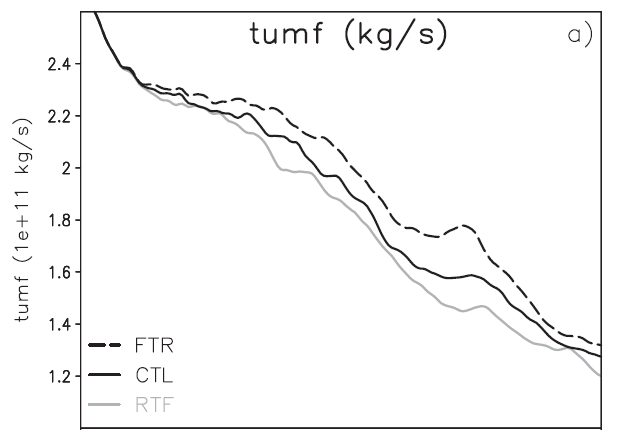 tumf (kg/s)
a)
tumf (1e+11 kg/s)
2.4
2.2
2
1.8
1.6
1.4
1.2
FTR
CTL
RTF